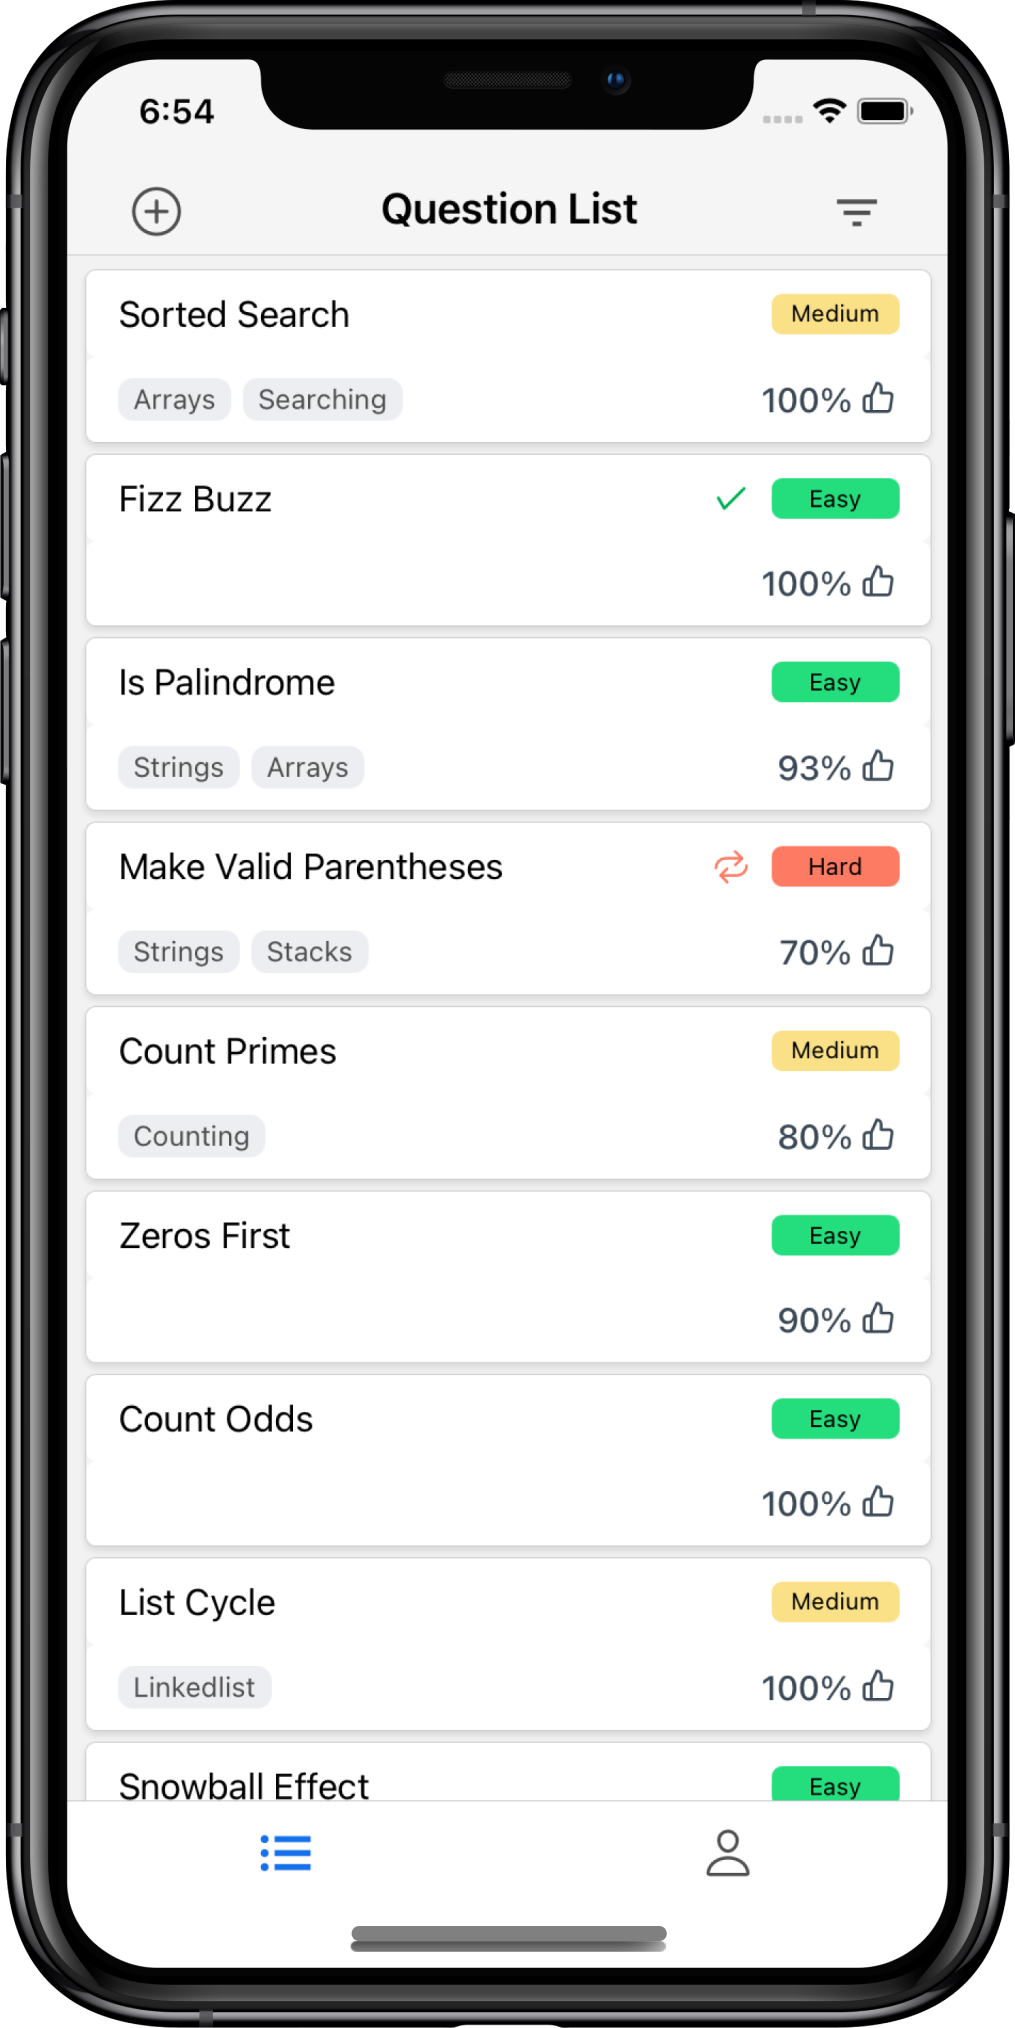 6:54
Question List
Sorted Search Medium
Arrays Searching 100%
Fizz Buzz Easy
100%
Is Palindrome Easy
Strings Arrays 93%
Make Valid Parentheses Hard
Strings Stacks 70%
Count Primes Medium
Counting 80%
Zeros First Easy
90%
Count Odds Easy
100%
List Cycle Medium
Linkedlist 100%
Snowball Effect Easy